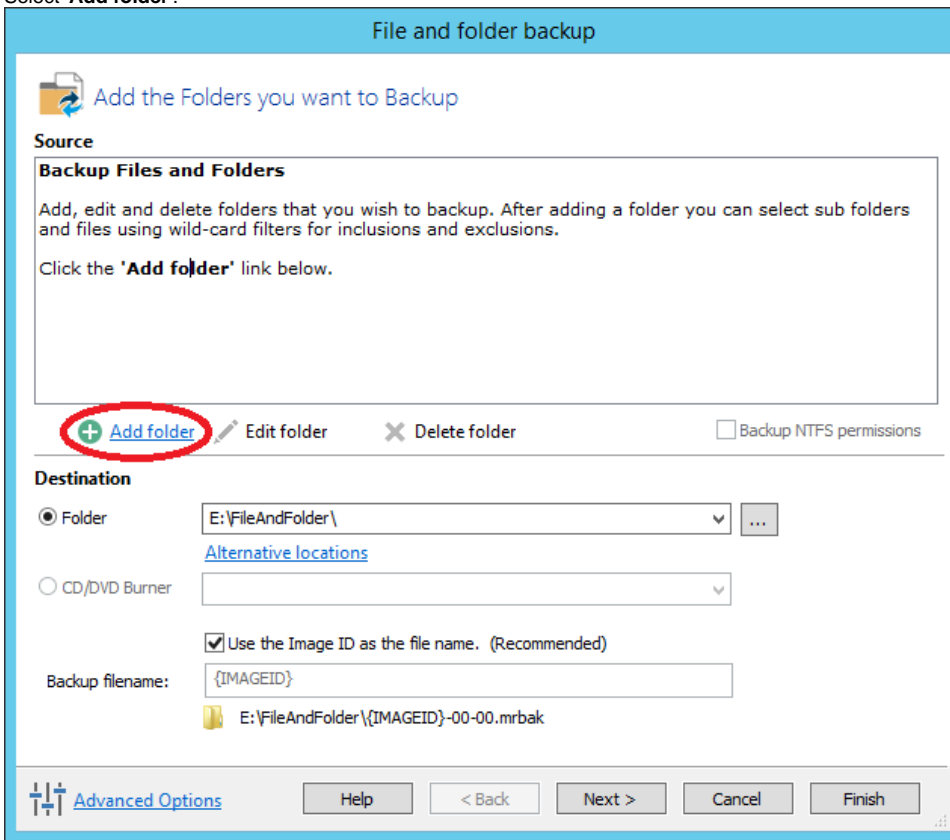 Select 'Add folder'.
File and folder backup
Add the Folders you want to Backup
Source
Backup Files and Folders
Add, edit and delete folders that you wish to backup. After adding a folder you can select sub folders
and files using wild-card filters for inclusions and exclusions.
Click the 'Add folder' link below.
Add folder Edit folder Delete folder Backup NTFS permissions
Destination
Folder E:\FileAndFolder\ ...
Alternative locations
CD/DVD Burner
Use the Image ID as the file name. (Recommended)
Backup filename: {IMAGEID}
E:\FileAndFolder\{IMAGEID}-00-00.mrbak
Advanced Options Help < Back Next > Cancel Finish